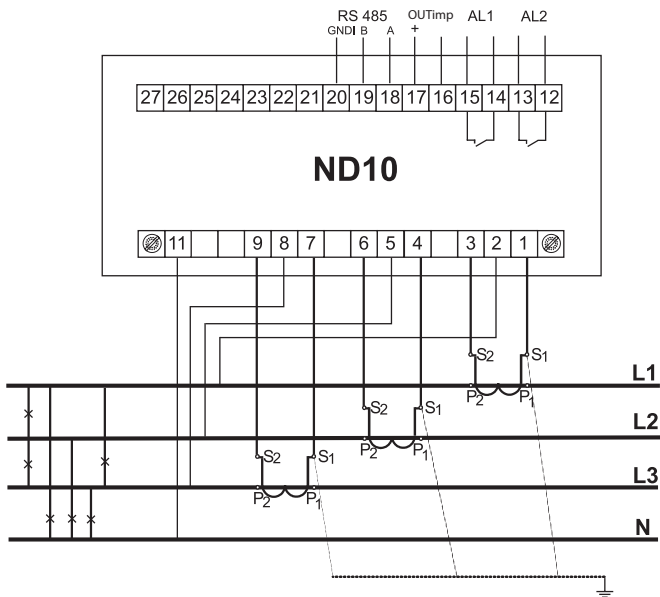 RS 485 OUTimp AL1 AL2
GNDI B A +
27 26 25 24 23 22 21 20 19 18 17 16 15 14 13 12
ND10
11 9 8 7 6 5 4 3 2 1
S2 S1
L1
P2 P1
S2 S1
L2
P2 P1
S2 S1
L3
P2 P1
N